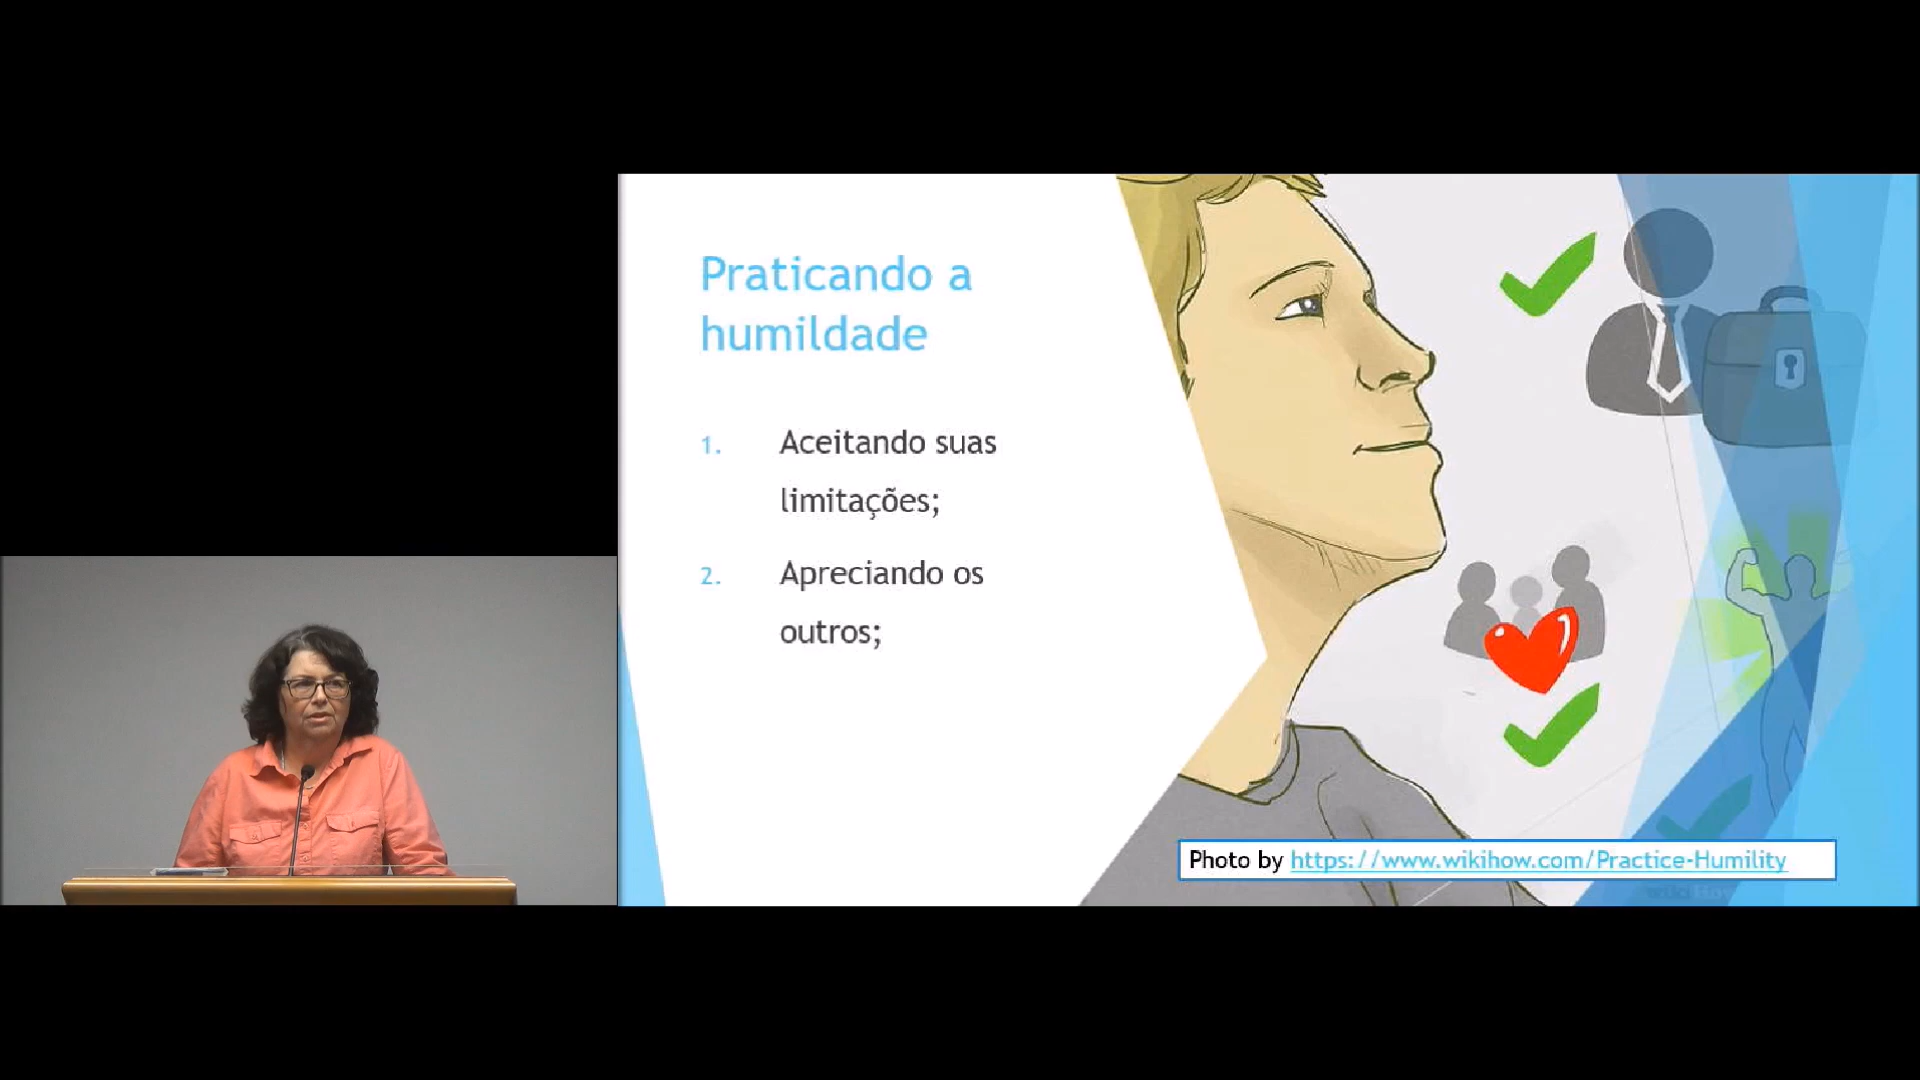 Praticando a
humildade
1. Aceitando suas
limitações;
2. Apreciando os
outros;
Photo by https://www.wikihow.com/Practice-Humility